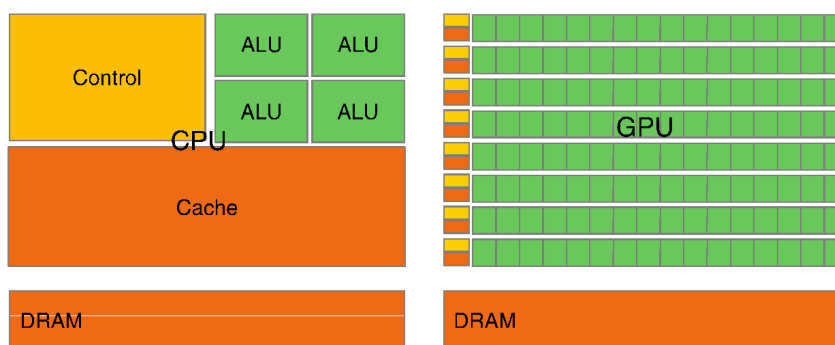 Control
ALU
ALU
ALU
ALU
CPU
Cache
DRAM
GPU
DRAM